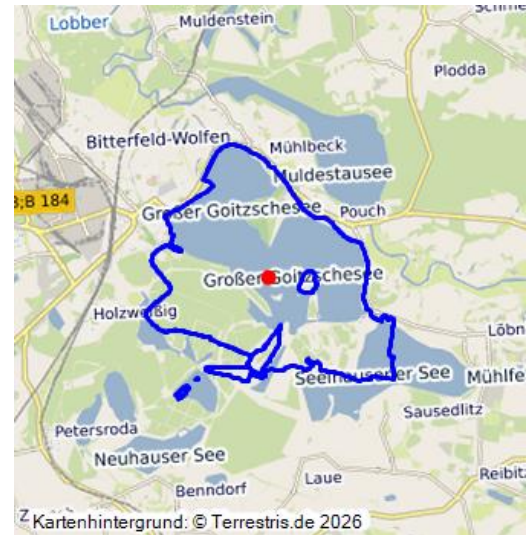 Lobber
Muldenstein
Plodda
Bitterfeld-Wolfen
Mühlbeck
Muldestausee
B 184
Großer Goitzschesee
Pouch
Großer Goitzschesee
Holzweißig
Löbn
Seelhausener See
Mühlfe
Sausedlitz
Petersroda
Neuhauser See
Laue
Reibitz
Benndorf
Kartenhintergrund: © Terrestris.de 2026